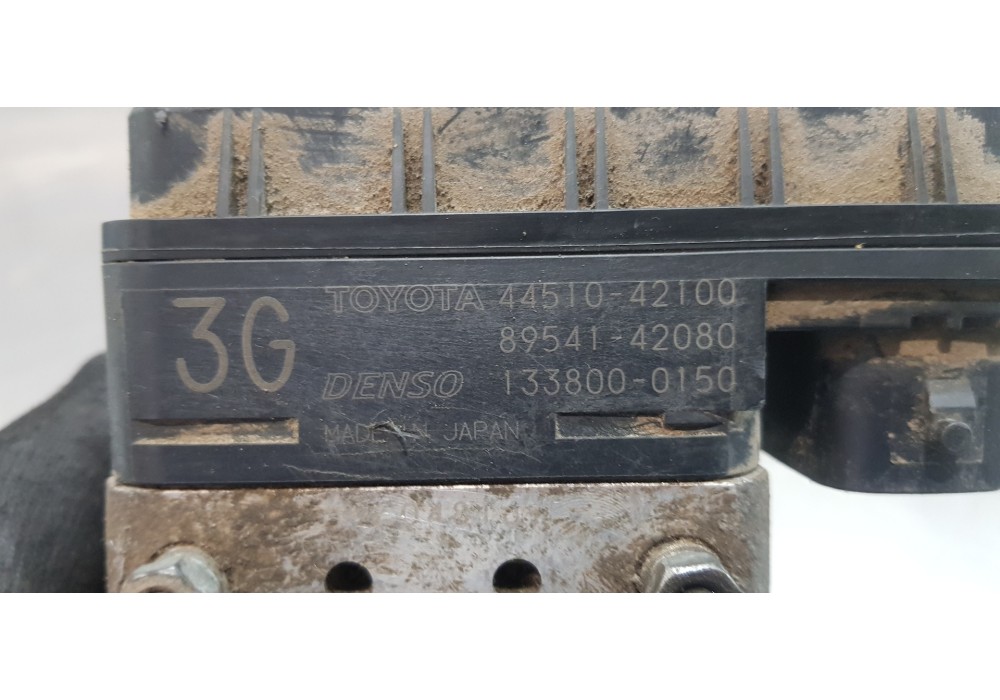 3G
TOYOTA 44510-42100
89541-42080
DENSO 133800-0150
MADE IN JAPAN